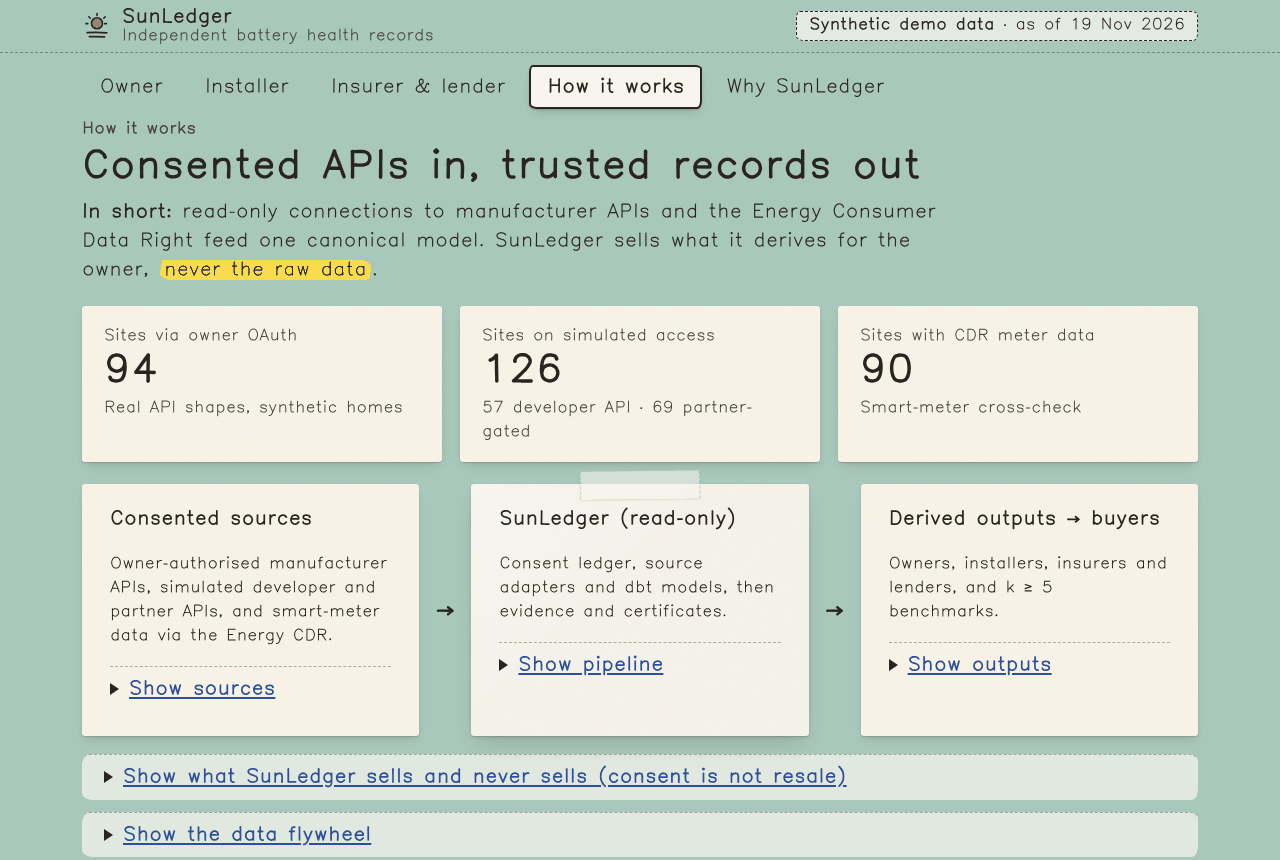 SunLedger
Independent battery health records
Synthetic demo data · as of 19 Nov 2026
Owner
Installer
Insurer & lender
How it works
Why SunLedger
How it works
Consented APIs in, trusted records out
In short: read-only connections to manufacturer APIs and the Energy Consumer
Data Right feed one canonical model. SunLedger sells what it derives for the
owner, never the raw data.
Sites via owner OAuth
94
Real API shapes, synthetic homes
Sites on simulated access
126
57 developer API · 69 partner-
gated
Sites with CDR meter data
90
Smart-meter cross-check
Consented sources
Owner-authorised manufacturer
APIs, simulated developer and
partner APIs, and smart-meter
data via the Energy CDR.
▶ Show sources
→
SunLedger (read-only)
Consent ledger, source
adapters and dbt models, then
evidence and certificates.
▶ Show pipeline
→
Derived outputs → buyers
Owners, installers, insurers and
lenders, and k ≥ 5
benchmarks.
▶ Show outputs
▶ Show what SunLedger sells and never sells (consent is not resale)
▶ Show the data flywheel